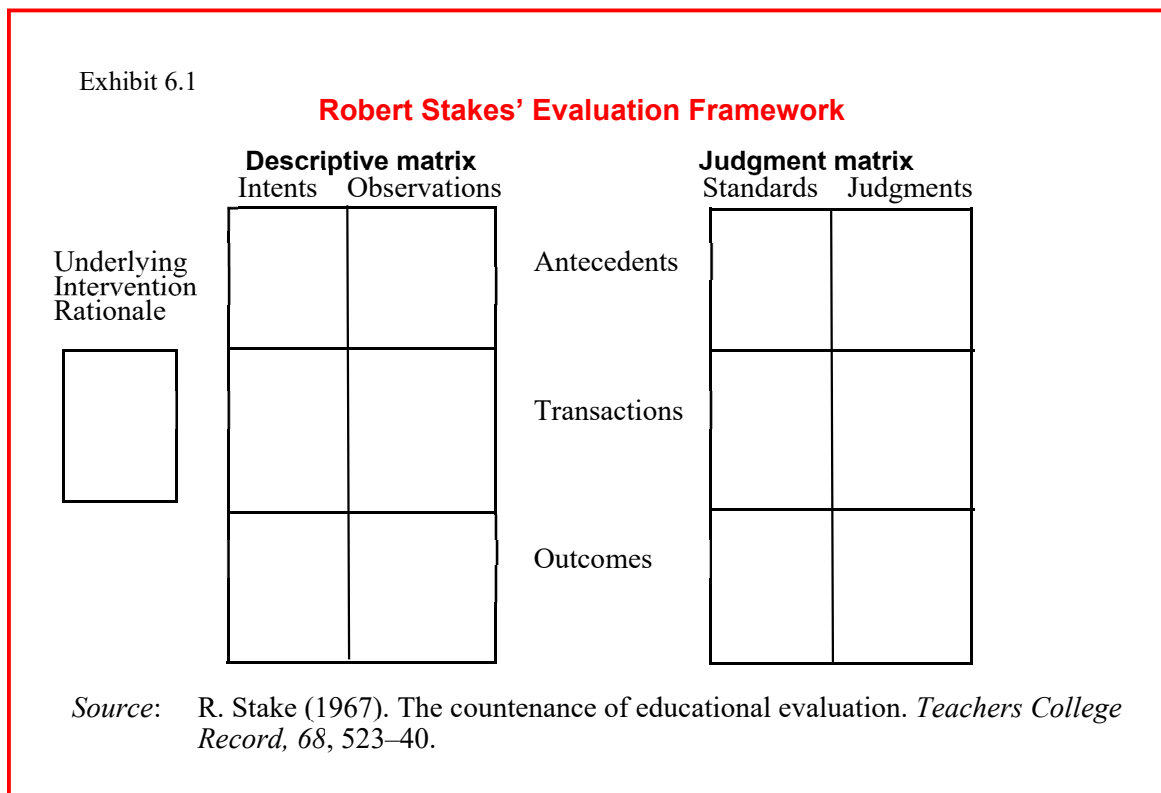 Exhibit 6.1
Robert Stakes’ Evaluation Framework
Descriptive matrix
Intents Observations
Judgment matrix
Standards Judgments
Underlying
Intervention
Rationale
Antecedents
Transactions
Outcomes
Source: R. Stake (1967). The countenance of educational evaluation. Teachers College
Record, 68, 523–40.